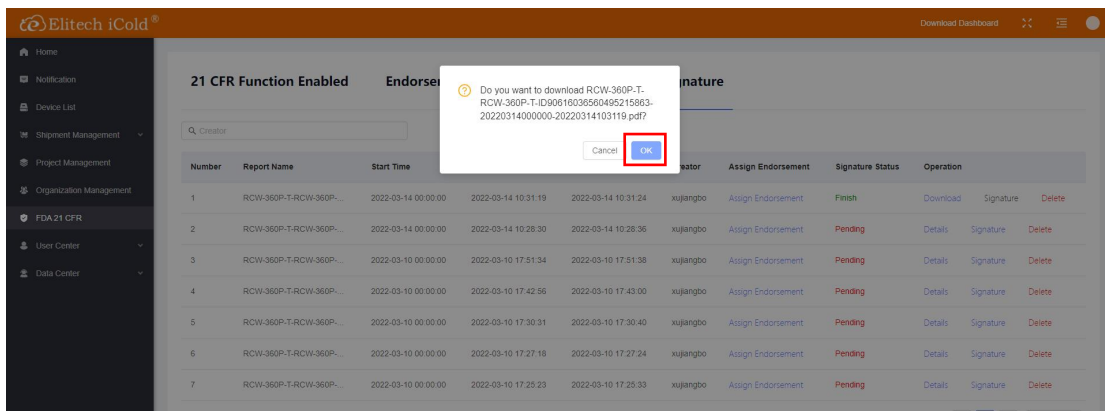 Elitech iCold®
Download Dashboard
Home
Notification
Device List
Shipment Management
Project Management
Organization Management
FDA 21 CFR
User Center
Data Center
21 CFR Function Enabled
Do you want to download RCW-360P-T-
RCW-360P-T-ID90616036560495215863-
20220314000000-20220314103119.pdf?
Cancel OK
Creator
Number Report Name Start Time Assign Endorsement Signature Status Operation
1 RCW-360P-T-RCW-360P-... 2022-03-14 00:00:00 2022-03-14 10:31:19 2022-03-14 10:31:24 xujiangbo Assign Endorsement Finish Download Signature Delete
2 RCW-360P-T-RCW-360P-... 2022-03-14 00:00:00 2022-03-14 10:28:30 2022-03-14 10:28:36 xujiangbo Assign Endorsement Pending Details Signature Delete
3 RCW-360P-T-RCW-360P-... 2022-03-10 00:00:00 2022-03-10 17:51:34 2022-03-10 17:51:38 xujiangbo Assign Endorsement Pending Details Signature Delete
4 RCW-360P-T-RCW-360P-... 2022-03-10 00:00:00 2022-03-10 17:42:56 2022-03-10 17:43:00 xujiangbo Assign Endorsement Pending Details Signature Delete
5 RCW-360P-T-RCW-360P-... 2022-03-10 00:00:00 2022-03-10 17:30:31 2022-03-10 17:30:40 xujiangbo Assign Endorsement Pending Details Signature Delete
6 RCW-360P-T-RCW-360P-... 2022-03-10 00:00:00 2022-03-10 17:27:18 2022-03-10 17:27:24 xujiangbo Assign Endorsement Pending Details Signature Delete
7 RCW-360P-T-RCW-360P-... 2022-03-10 00:00:00 2022-03-10 17:25:23 2022-03-10 17:25:33 xujiangbo Assign Endorsement Pending Details Signature Delete